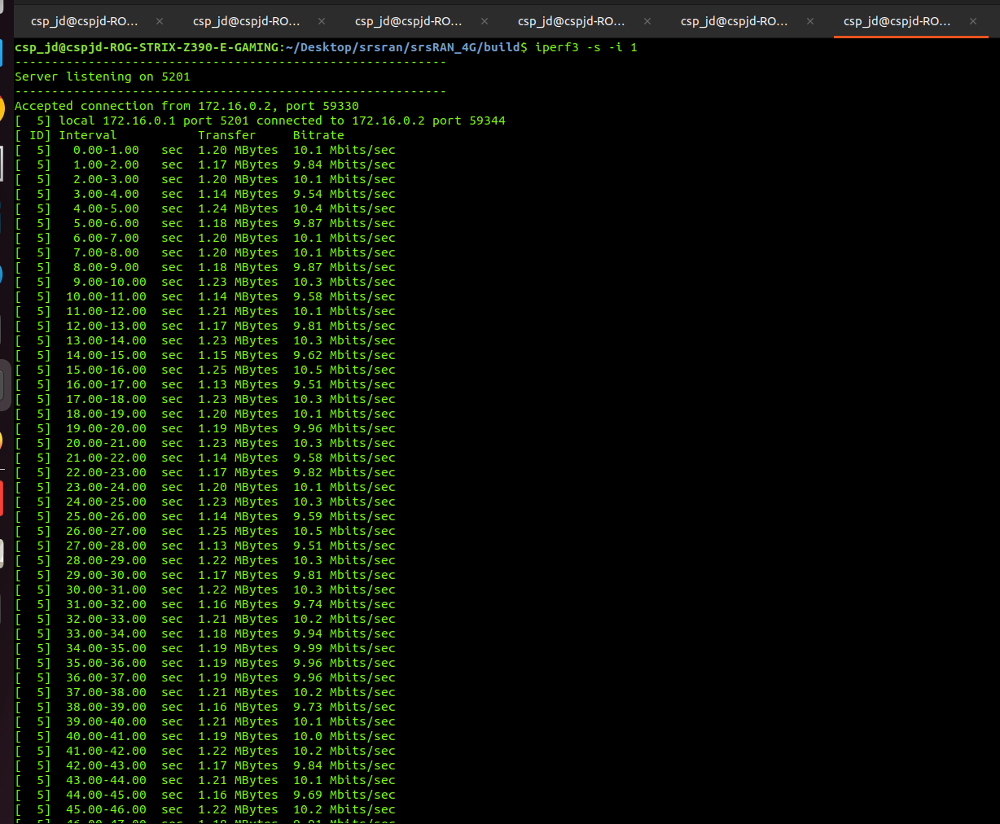 csp_jd@cspjd-RO... × csp_jd@cspjd-RO... × csp_jd@cspjd-RO... × csp_jd@cspjd-RO... × csp_jd@cspjd-RO... × csp_jd@cspjd-RO... ×
csp_jd@cspjd-ROG-STRIX-Z390-E-GAMING:~/Desktop/srsran/srsRAN_4G/build$ iperf3 -s -i 1
-----------------------------------------------------------
Server listening on 5201
-----------------------------------------------------------
Accepted connection from 172.16.0.2, port 59330
[  5] local 172.16.0.1 port 5201 connected to 172.16.0.2 port 59344
[ ID] Interval           Transfer     Bitrate
[  5]   0.00-1.00   sec  1.20 MBytes  10.1 Mbits/sec
[  5]   1.00-2.00   sec  1.17 MBytes  9.84 Mbits/sec
[  5]   2.00-3.00   sec  1.20 MBytes  10.1 Mbits/sec
[  5]   3.00-4.00   sec  1.14 MBytes  9.54 Mbits/sec
[  5]   4.00-5.00   sec  1.24 MBytes  10.4 Mbits/sec
[  5]   5.00-6.00   sec  1.18 MBytes  9.87 Mbits/sec
[  5]   6.00-7.00   sec  1.20 MBytes  10.1 Mbits/sec
[  5]   7.00-8.00   sec  1.20 MBytes  10.1 Mbits/sec
[  5]   8.00-9.00   sec  1.18 MBytes  9.87 Mbits/sec
[  5]   9.00-10.00  sec  1.23 MBytes  10.3 Mbits/sec
[  5]  10.00-11.00  sec  1.14 MBytes  9.58 Mbits/sec
[  5]  11.00-12.00  sec  1.21 MBytes  10.1 Mbits/sec
[  5]  12.00-13.00  sec  1.17 MBytes  9.81 Mbits/sec
[  5]  13.00-14.00  sec  1.23 MBytes  10.3 Mbits/sec
[  5]  14.00-15.00  sec  1.15 MBytes  9.62 Mbits/sec
[  5]  15.00-16.00  sec  1.25 MBytes  10.5 Mbits/sec
[  5]  16.00-17.00  sec  1.13 MBytes  9.51 Mbits/sec
[  5]  17.00-18.00  sec  1.23 MBytes  10.3 Mbits/sec
[  5]  18.00-19.00  sec  1.20 MBytes  10.1 Mbits/sec
[  5]  19.00-20.00  sec  1.19 MBytes  9.96 Mbits/sec
[  5]  20.00-21.00  sec  1.23 MBytes  10.3 Mbits/sec
[  5]  21.00-22.00  sec  1.14 MBytes  9.58 Mbits/sec
[  5]  22.00-23.00  sec  1.17 MBytes  9.82 Mbits/sec
[  5]  23.00-24.00  sec  1.20 MBytes  10.1 Mbits/sec
[  5]  24.00-25.00  sec  1.23 MBytes  10.3 Mbits/sec
[  5]  25.00-26.00  sec  1.14 MBytes  9.59 Mbits/sec
[  5]  26.00-27.00  sec  1.25 MBytes  10.5 Mbits/sec
[  5]  27.00-28.00  sec  1.13 MBytes  9.51 Mbits/sec
[  5]  28.00-29.00  sec  1.22 MBytes  10.3 Mbits/sec
[  5]  29.00-30.00  sec  1.17 MBytes  9.81 Mbits/sec
[  5]  30.00-31.00  sec  1.22 MBytes  10.3 Mbits/sec
[  5]  31.00-32.00  sec  1.16 MBytes  9.74 Mbits/sec
[  5]  32.00-33.00  sec  1.21 MBytes  10.2 Mbits/sec
[  5]  33.00-34.00  sec  1.18 MBytes  9.94 Mbits/sec
[  5]  34.00-35.00  sec  1.19 MBytes  9.99 Mbits/sec
[  5]  35.00-36.00  sec  1.19 MBytes  9.96 Mbits/sec
[  5]  36.00-37.00  sec  1.19 MBytes  9.96 Mbits/sec
[  5]  37.00-38.00  sec  1.21 MBytes  10.2 Mbits/sec
[  5]  38.00-39.00  sec  1.16 MBytes  9.73 Mbits/sec
[  5]  39.00-40.00  sec  1.21 MBytes  10.1 Mbits/sec
[  5]  40.00-41.00  sec  1.19 MBytes  10.0 Mbits/sec
[  5]  41.00-42.00  sec  1.22 MBytes  10.2 Mbits/sec
[  5]  42.00-43.00  sec  1.17 MBytes  9.84 Mbits/sec
[  5]  43.00-44.00  sec  1.21 MBytes  10.1 Mbits/sec
[  5]  44.00-45.00  sec  1.16 MBytes  9.69 Mbits/sec
[  5]  45.00-46.00  sec  1.22 MBytes  10.2 Mbits/sec